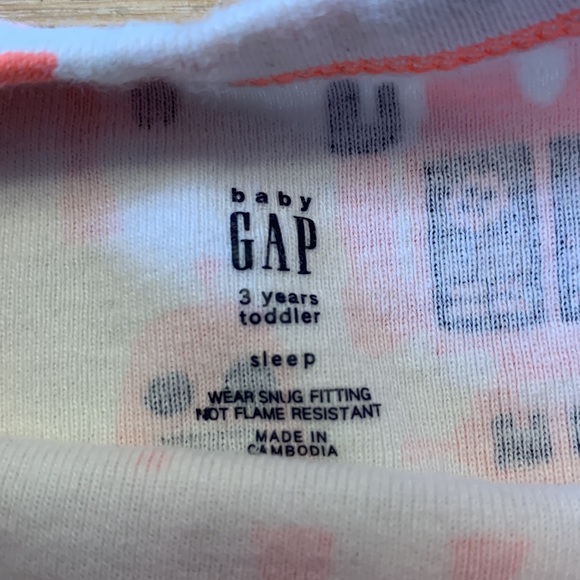 baby
GAP
3 years
toddler
sleep
WEAR SNUG FITTING
NOT FLAME RESISTANT
MADE IN
CAMBODIA